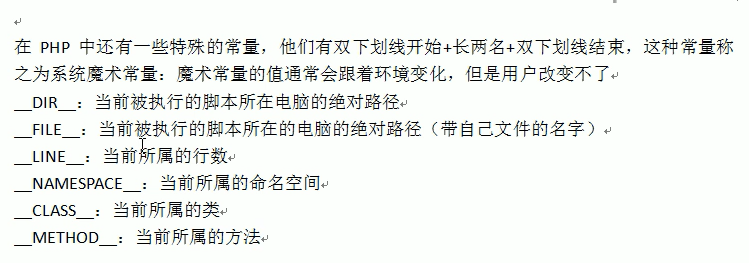 在 PHP 中还有一些特殊的常量，他们有双下划线开始+长两名+双下划线结束，这种常量称
之为系统魔术常量：魔术常量的值通常会跟着环境变化，但是用户改变不了
__DIR__：当前被执行的脚本所在电脑的绝对路径
__FILE__：当前被执行的脚本所在的电脑的绝对路径（带自己文件的名字）
__LINE__：当前所属的行数
__NAMESPACE__：当前所属的命名空间
__CLASS__：当前所属的类
__METHOD__：当前所属的方法